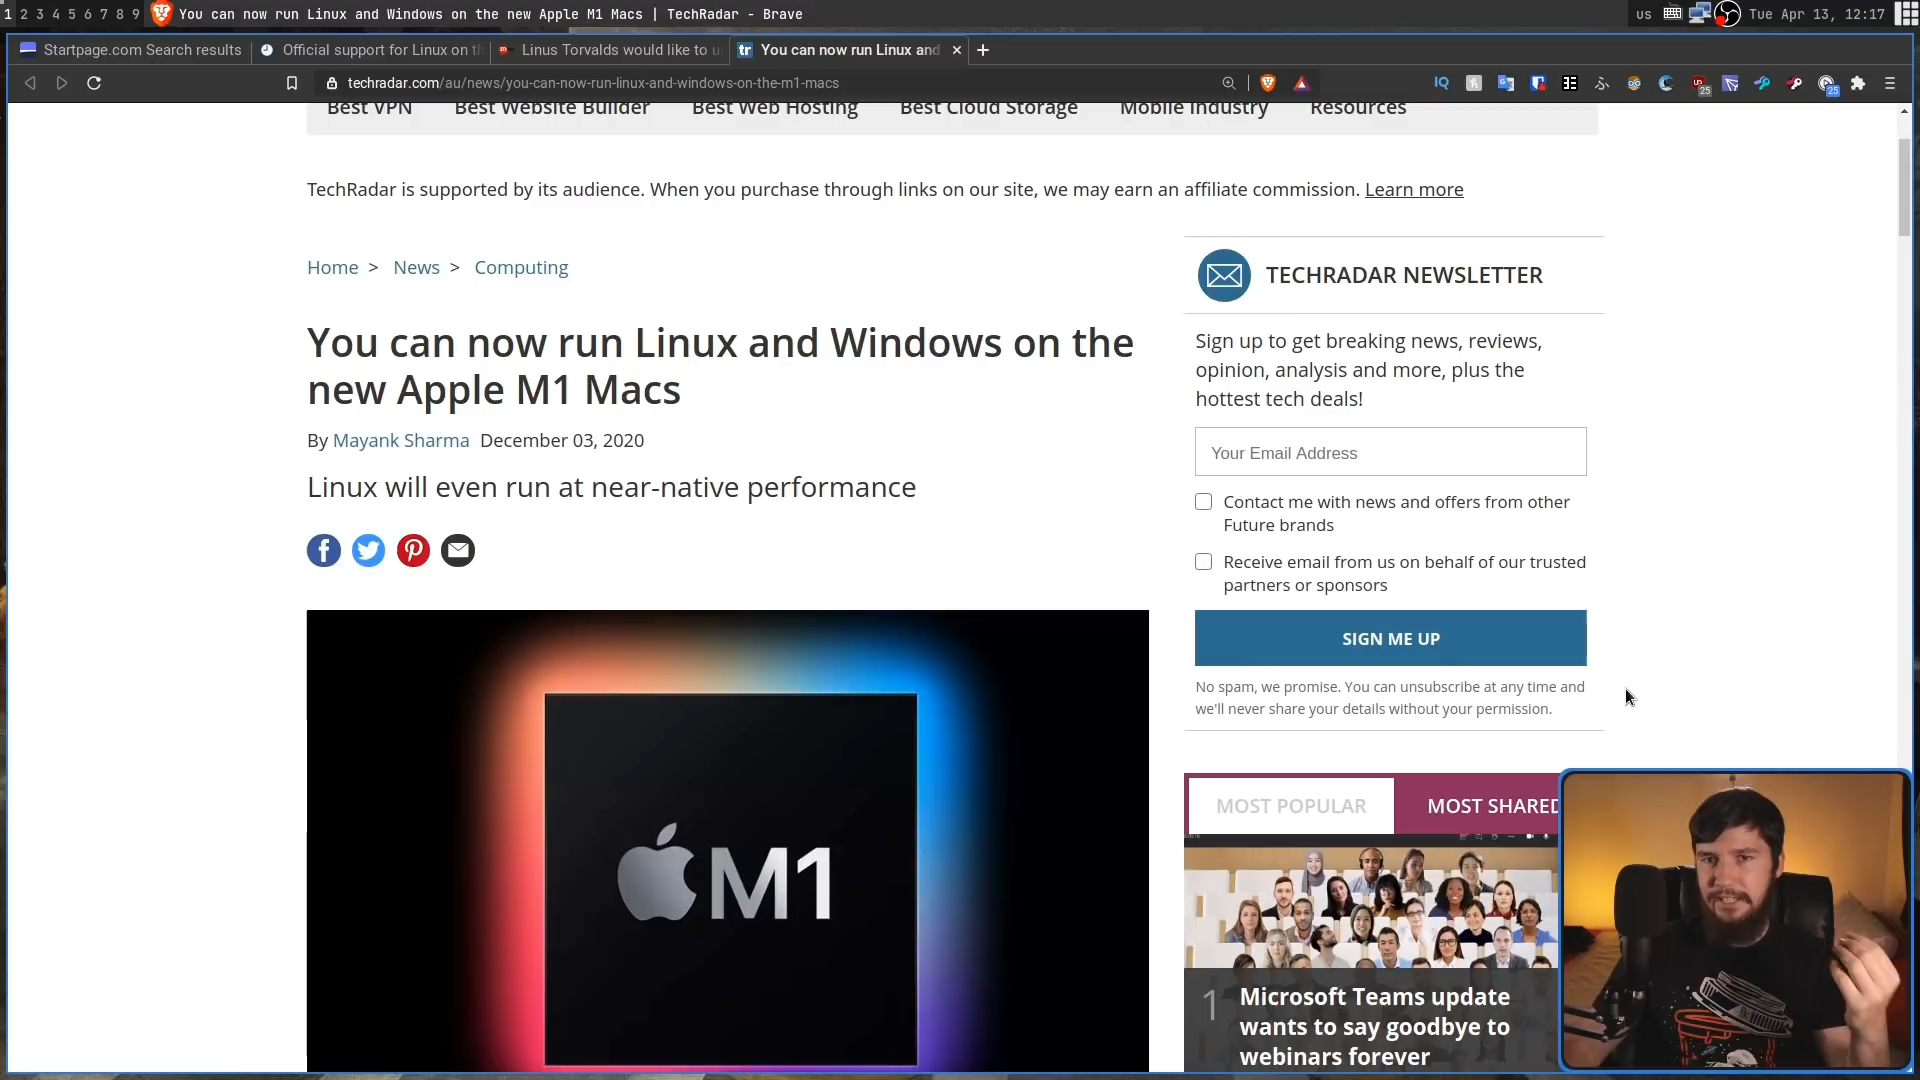 1 2 3 4 5 6 7 8 9 You can now run Linux and Windows on the new Apple M1 Macs | TechRadar - Brave
us Tue Apr 13, 12:17
Startpage.com Search results
Official support for Linux on th
Linus Torvalds would like to u
tr You can now run Linux and
techradar.com/au/news/you-can-now-run-linux-and-windows-on-the-m1-macs
IQ 25 25
Best VPN Best Website Builder Best Web Hosting Best Cloud Storage Mobile Industry Resources
TechRadar is supported by its audience. When you purchase through links on our site, we may earn an affiliate commission. Learn more
Home > News > Computing
You can now run Linux and Windows on the
new Apple M1 Macs
By Mayank Sharma December 03, 2020
Linux will even run at near-native performance
M1
TECHRADAR NEWSLETTER
Sign up to get breaking news, reviews,
opinion, analysis and more, plus the
hottest tech deals!
Your Email Address
Contact me with news and offers from other
Future brands
Receive email from us on behalf of our trusted
partners or sponsors
SIGN ME UP
No spam, we promise. You can unsubscribe at any time and
we'll never share your details without your permission.
MOST POPULAR MOST SHARED
1 Microsoft Teams update
wants to say goodbye to
webinars forever